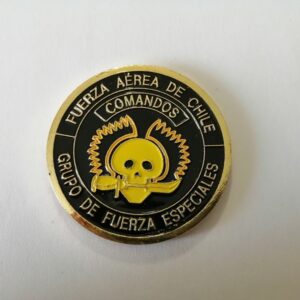 FUERZA AÉREA DE CHILE
COMANDOS
GRUPO DE FUERZA ESPECIALES